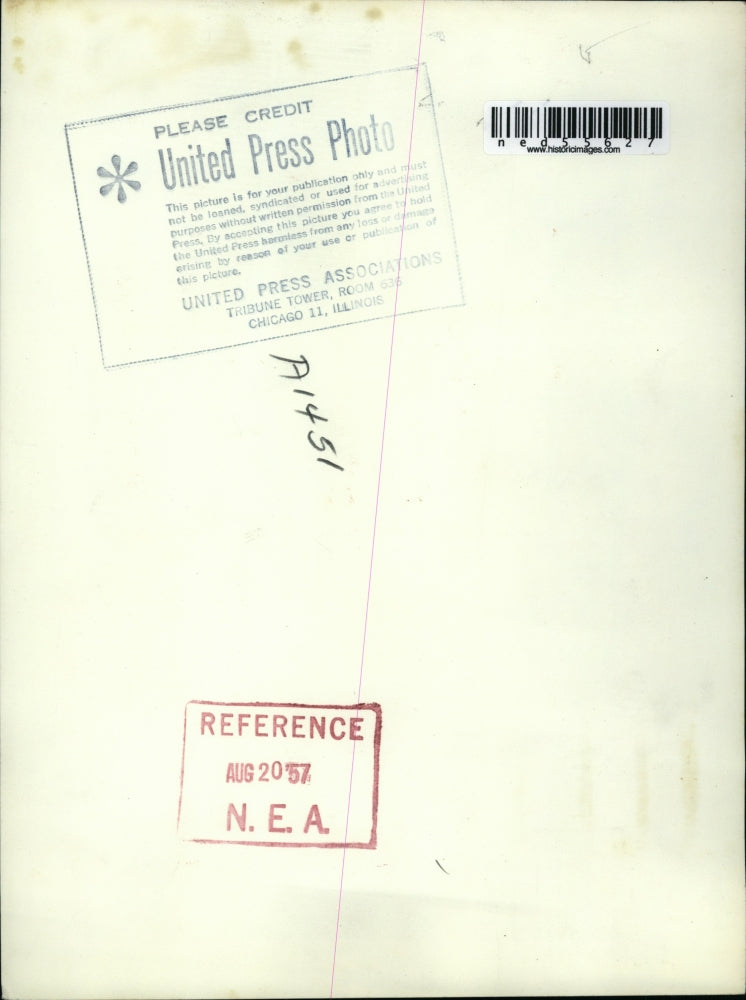 PLEASE CREDIT
* United Press Photo
This picture is for your publication only and must
not be loaned, syndicated or used for advertising
purposes without written permission from the United
Press. By accepting this picture you agree to hold
the United Press harmless from any loss or damage
arising by reason of your use or publication of
this picture.
UNITED PRESS ASSOCIATIONS
TRIBUNE TOWER, ROOM 636
CHICAGO 11, ILLINOIS
ned55627
www.historicimages.com
A1451
REFERENCE
AUG 20 '57
N. E. A.